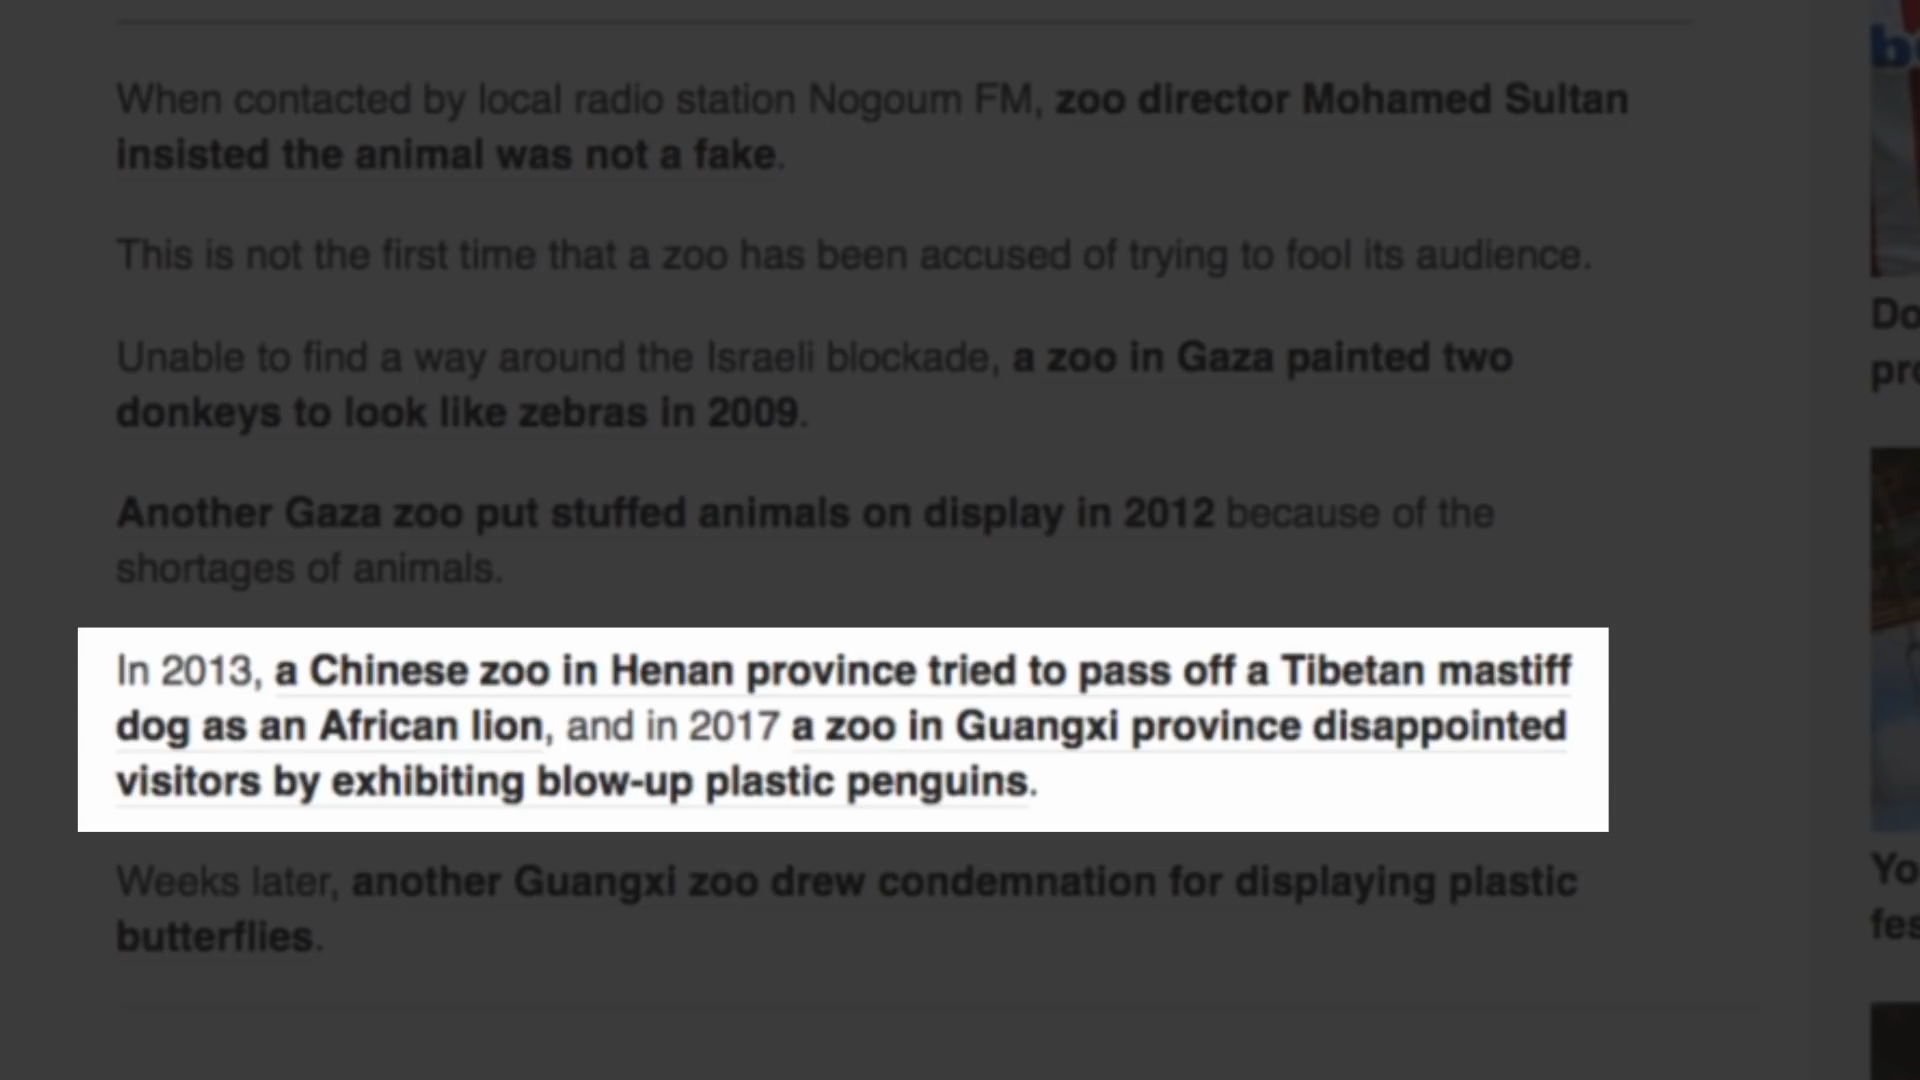 When contacted by local radio station Nogoum FM, zoo director Mohamed Sultan
insisted the animal was not a fake.
This is not the first time that a zoo has been accused of trying to fool its audience.
Unable to find a way around the Israeli blockade, a zoo in Gaza painted two
donkeys to look like zebras in 2009.
Another Gaza zoo put stuffed animals on display in 2012 because of the
shortages of animals.
In 2013, a Chinese zoo in Henan province tried to pass off a Tibetan mastiff
dog as an African lion, and in 2017 a zoo in Guangxi province disappointed
visitors by exhibiting blow-up plastic penguins.
Weeks later, another Guangxi zoo drew condemnation for displaying plastic
butterflies.